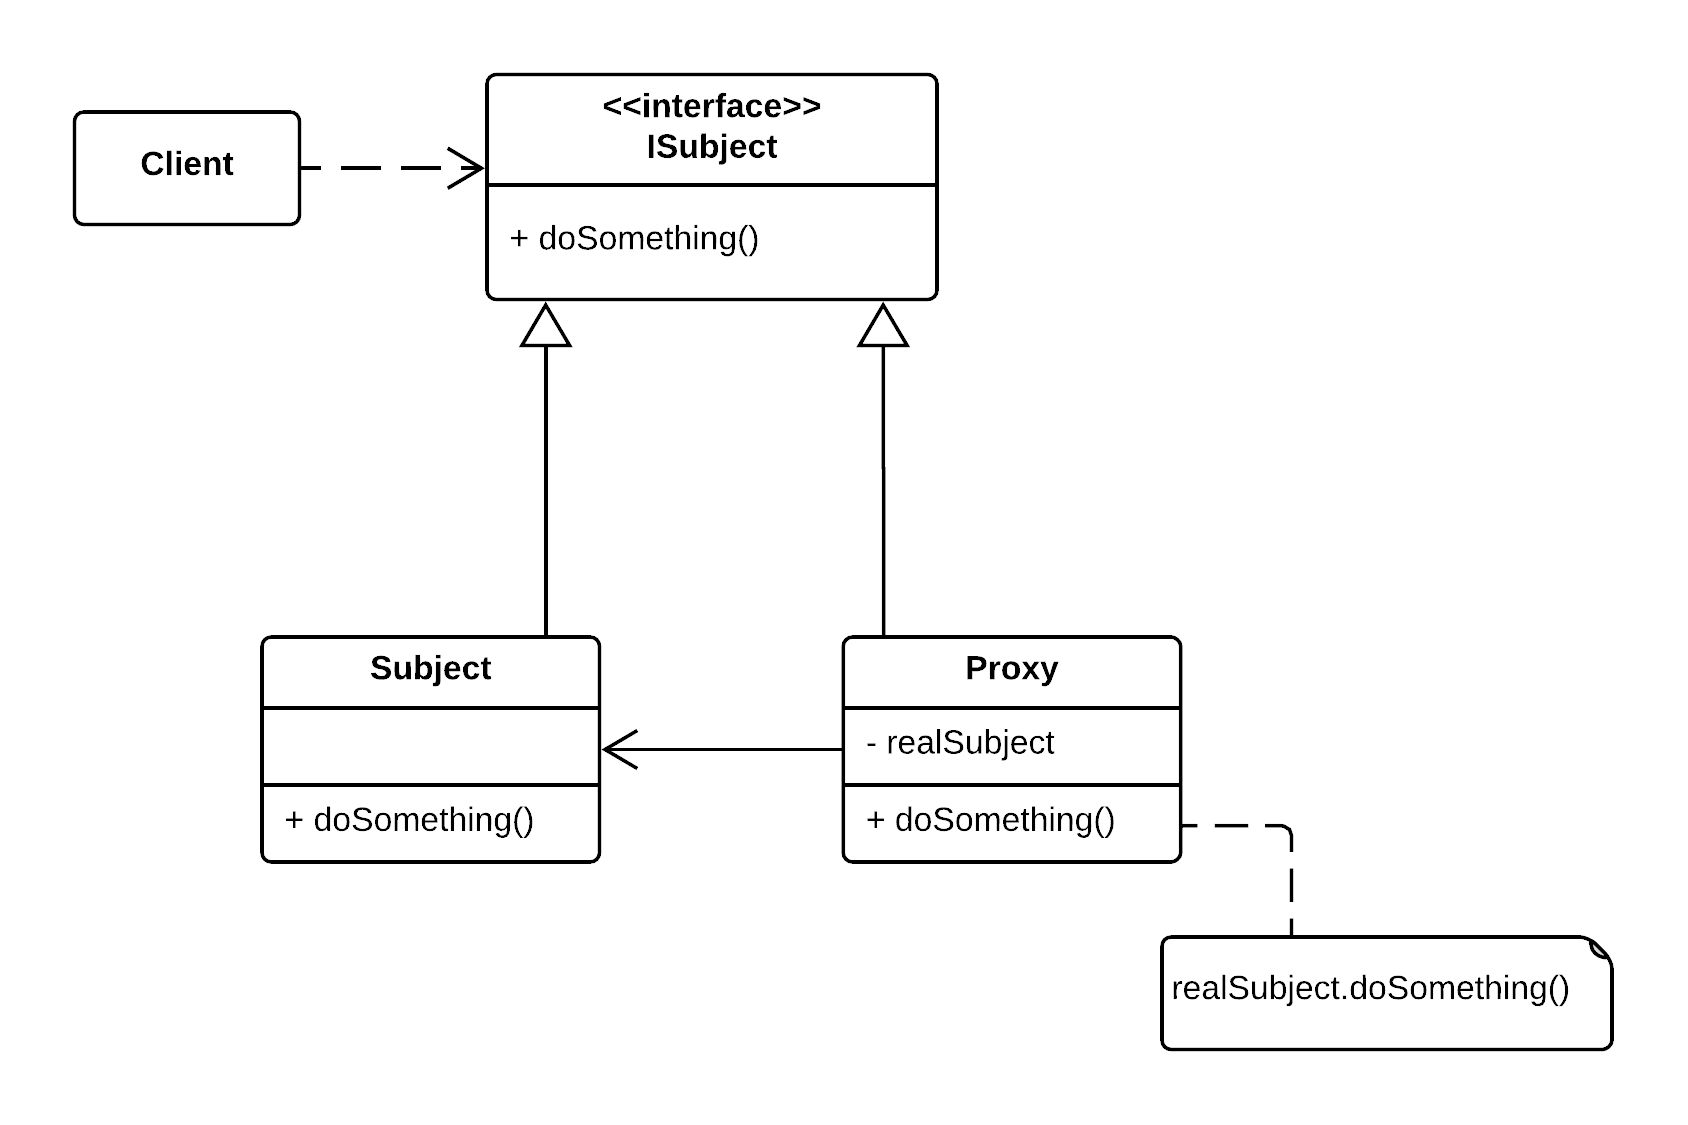 <<interface>>
ISubject
Client
+ doSomething()
Subject
Proxy
- realSubject
+ doSomething()
+ doSomething()
realSubject.doSomething()